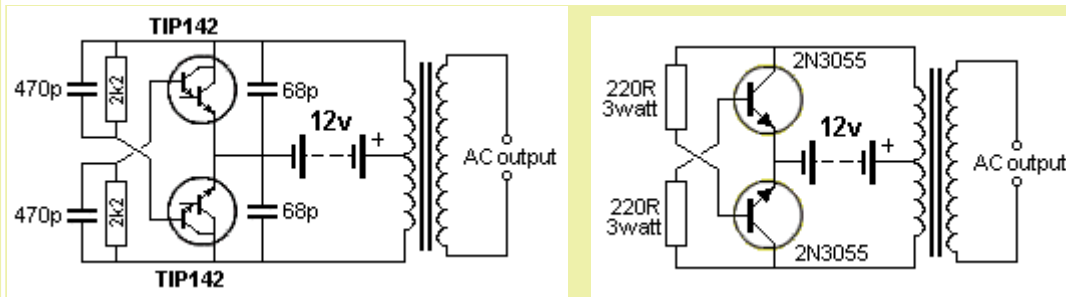 TIP142
470p
2k2
68p
12v
+
AC output
470p
2k2
68p
TIP142
2N3055
220R
3watt
12v
+
AC output
220R
3watt
2N3055